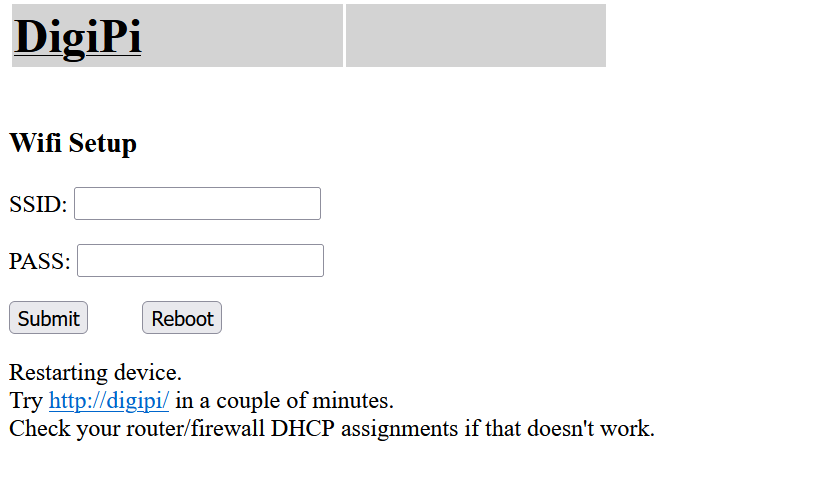 DigiPi
Wifi Setup
SSID:
PASS:
Submit Reboot
Restarting device.
Try http://digipi/ in a couple of minutes.
Check your router/firewall DHCP assignments if that doesn't work.